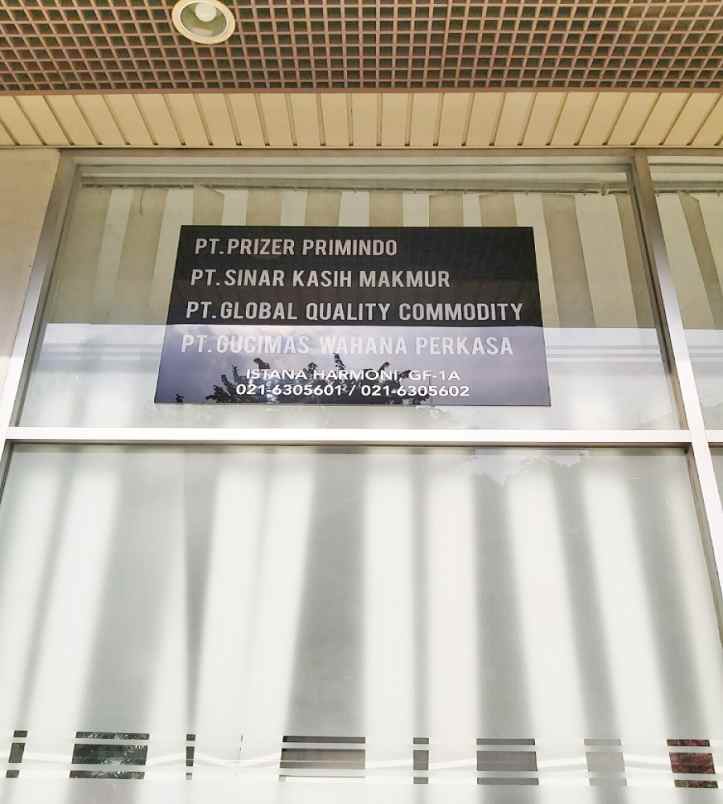 PT.PRIZER PRIMINDO
PT.SINAR KASIH MAKMUR
PT.GLOBAL QUALITY COMMODITY
PT.GUCIMAS WAHANA PERKASA
ISTANA HARMONI, GF-1A
021-6305601 / 021-6305602